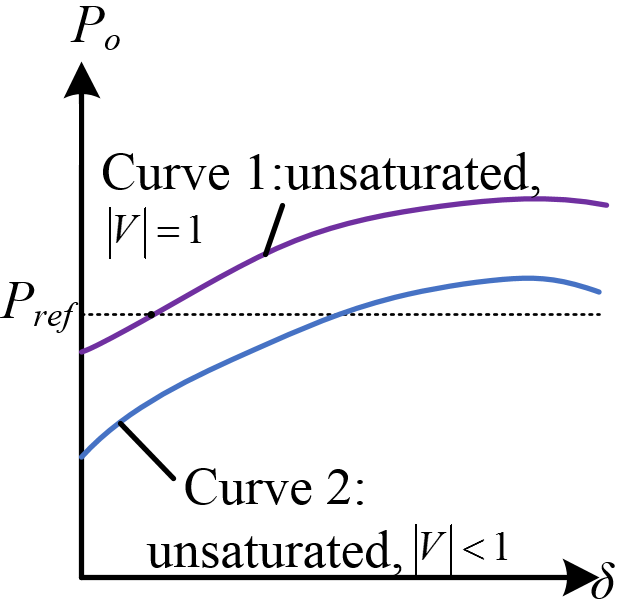 P_o
Curve 1:unsaturated,
|V|=1
P_ref
Curve 2:
unsaturated, |V|<1
δ